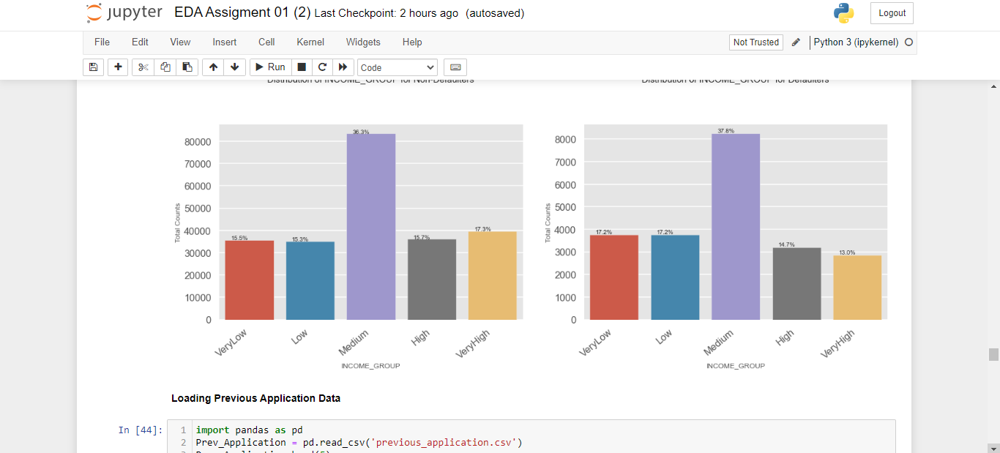 jupyter EDA Assigment 01 (2) Last Checkpoint: 2 hours ago (autosaved)
Logout
File Edit View Insert Cell Kernel Widgets Help
Not Trusted
Python 3 (ipykernel)
Run
Code
Distribution of INCOME_GROUP for Non-Defaulters
Distribution of INCOME_GROUP for Defaulters
Total Counts
80000
70000
60000
50000
40000
30000
20000
10000
0
15.5%
15.3%
36.3%
15.7%
17.3%
VeryLow
Low
Medium
High
VeryHigh
INCOME_GROUP
Total Counts
8000
7000
6000
5000
4000
3000
2000
1000
0
17.2%
17.2%
37.8%
14.7%
13.0%
VeryLow
Low
Medium
High
VeryHigh
INCOME_GROUP
Loading Previous Application Data
In [44]:
1 import pandas as pd
2 Prev_Application = pd.read_csv('previous_application.csv')